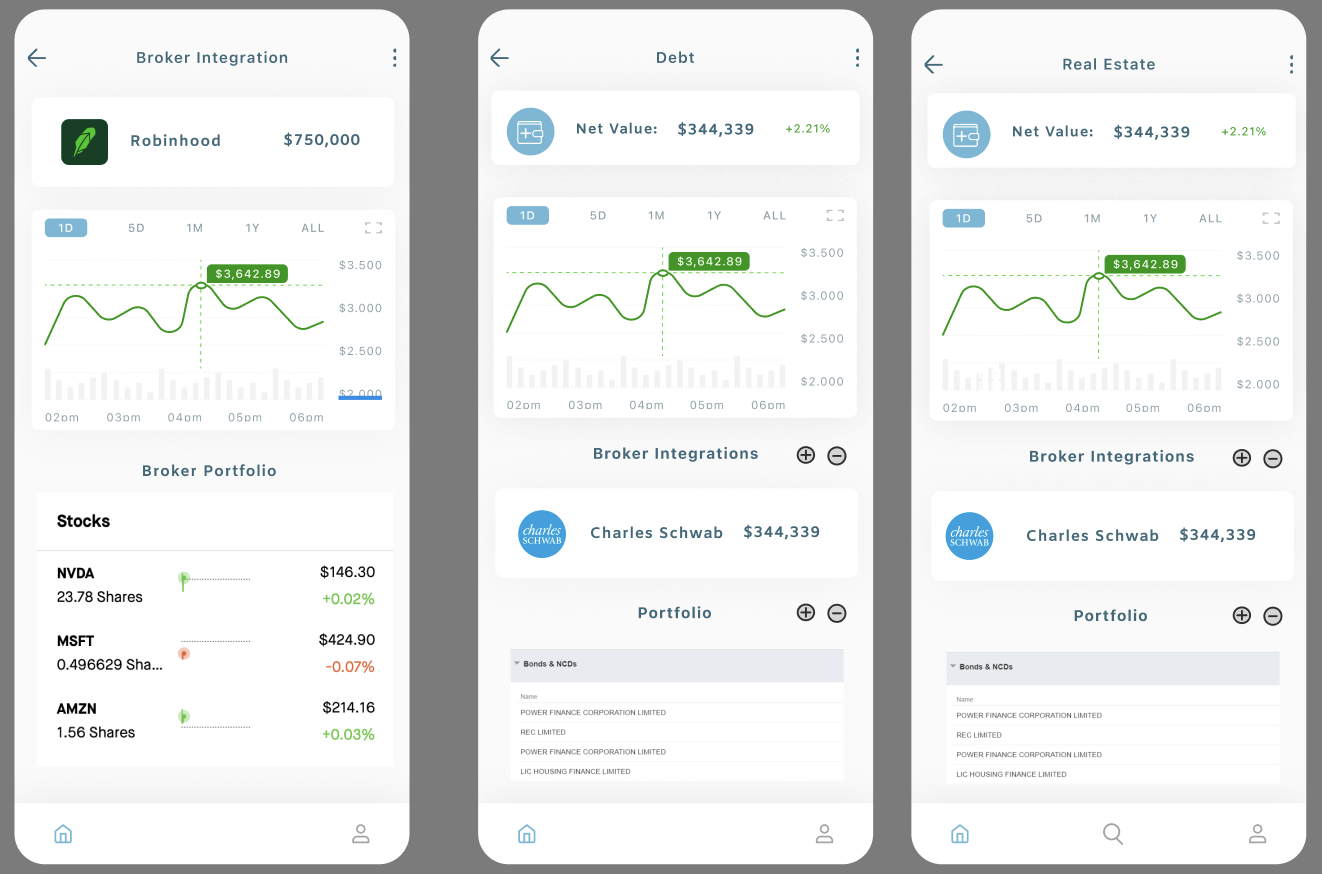 Broker Integration
Robinhood $750,000
1D 5D 1M 1Y ALL
$3,642.89
$3.500
$3.000
$2.500
$2.000
02pm 03pm 04pm 05pm 06pm
Broker Portfolio
Stocks
NVDA $146.30
23.78 Shares +0.02%
MSFT $424.90
0.496629 Sha... -0.07%
AMZN $214.16
1.56 Shares +0.03%
Debt
Net Value: $344,339 +2.21%
1D 5D 1M 1Y ALL
$3,642.89
$3.500
$3.000
$2.500
$2.000
02pm 03pm 04pm 05pm 06pm
Broker Integrations
charles
SCHWAB
Charles Schwab $344,339
Portfolio
Bonds & NCDs
Name
POWER FINANCE CORPORATION LIMITED
REC LIMITED
POWER FINANCE CORPORATION LIMITED
LIC HOUSING FINANCE LIMITED
Real Estate
Net Value: $344,339 +2.21%
1D 5D 1M 1Y ALL
$3,642.89
$3.500
$3.000
$2.500
$2.000
02pm 03pm 04pm 05pm 06pm
Broker Integrations
charles
SCHWAB
Charles Schwab $344,339
Portfolio
Bonds & NCDs
Name
POWER FINANCE CORPORATION LIMITED
REC LIMITED
POWER FINANCE CORPORATION LIMITED
LIC HOUSING FINANCE LIMITED